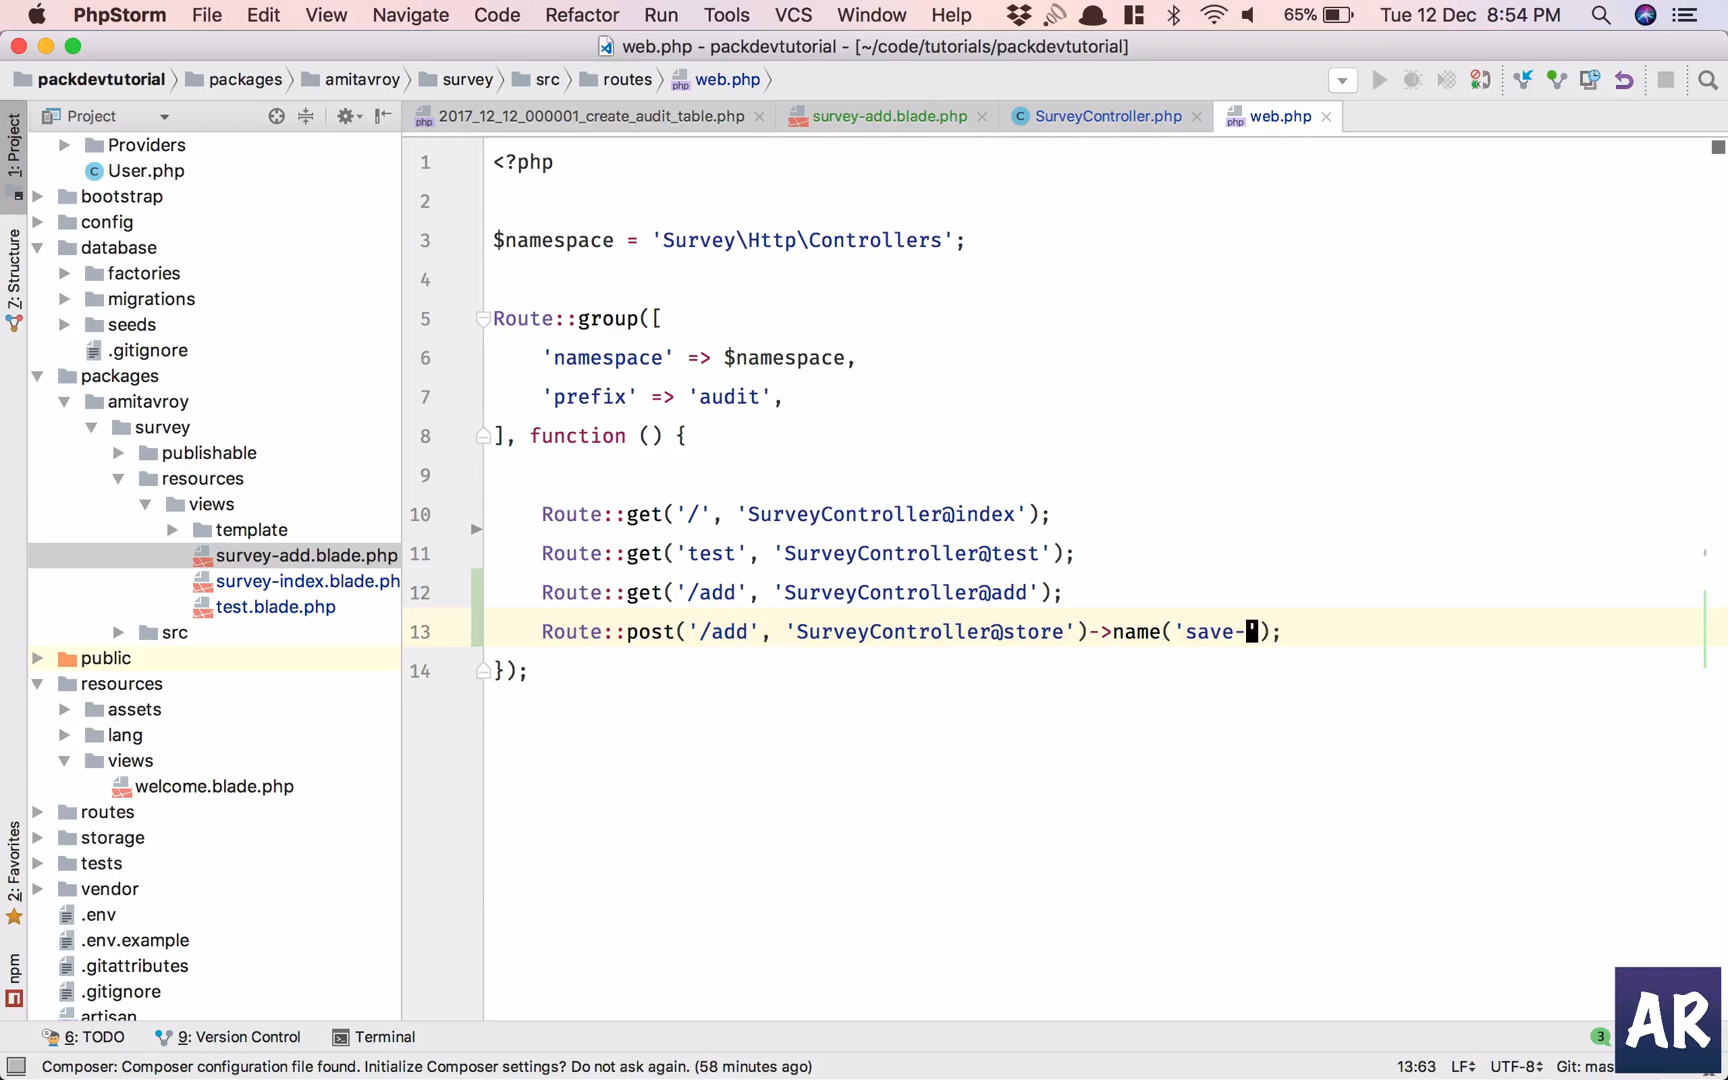 PhpStorm File Edit View Navigate Code Refactor Run Tools VCS Window Help 65% Tue 12 Dec 8:54 PM
web.php - packdevtutorial - [~/code/tutorials/packdevtutorial]
packdevtutorial packages amitavroy survey src routes web.php
1: Project
7: Structure
2: Favorites
npm
Project
Providers
User.php
bootstrap
config
database
factories
migrations
seeds
.gitignore
packages
amitavroy
survey
publishable
resources
views
template
survey-add.blade.php
survey-index.blade.ph
test.blade.php
src
public
resources
assets
lang
views
welcome.blade.php
routes
storage
tests
vendor
.env
.env.example
.gitattributes
.gitignore
artisan
2017_12_12_000001_create_audit_table.php survey-add.blade.php SurveyController.php web.php
1 <?php
2
3 $namespace = 'Survey\Http\Controllers';
4
5 Route::group([
6 'namespace' => $namespace,
7 'prefix' => 'audit',
8 ], function () {
9
10 Route::get('/', 'SurveyController@index');
11 Route::get('test', 'SurveyController@test');
12 Route::get('/add', 'SurveyController@add');
13 Route::post('/add', 'SurveyController@store')->name('save-');
14 });
6: TODO 9: Version Control Terminal 3
Composer: Composer configuration file found. Initialize Composer settings? Do not ask again. (58 minutes ago) 13:63 LF UTF-8 Git: mas
AR